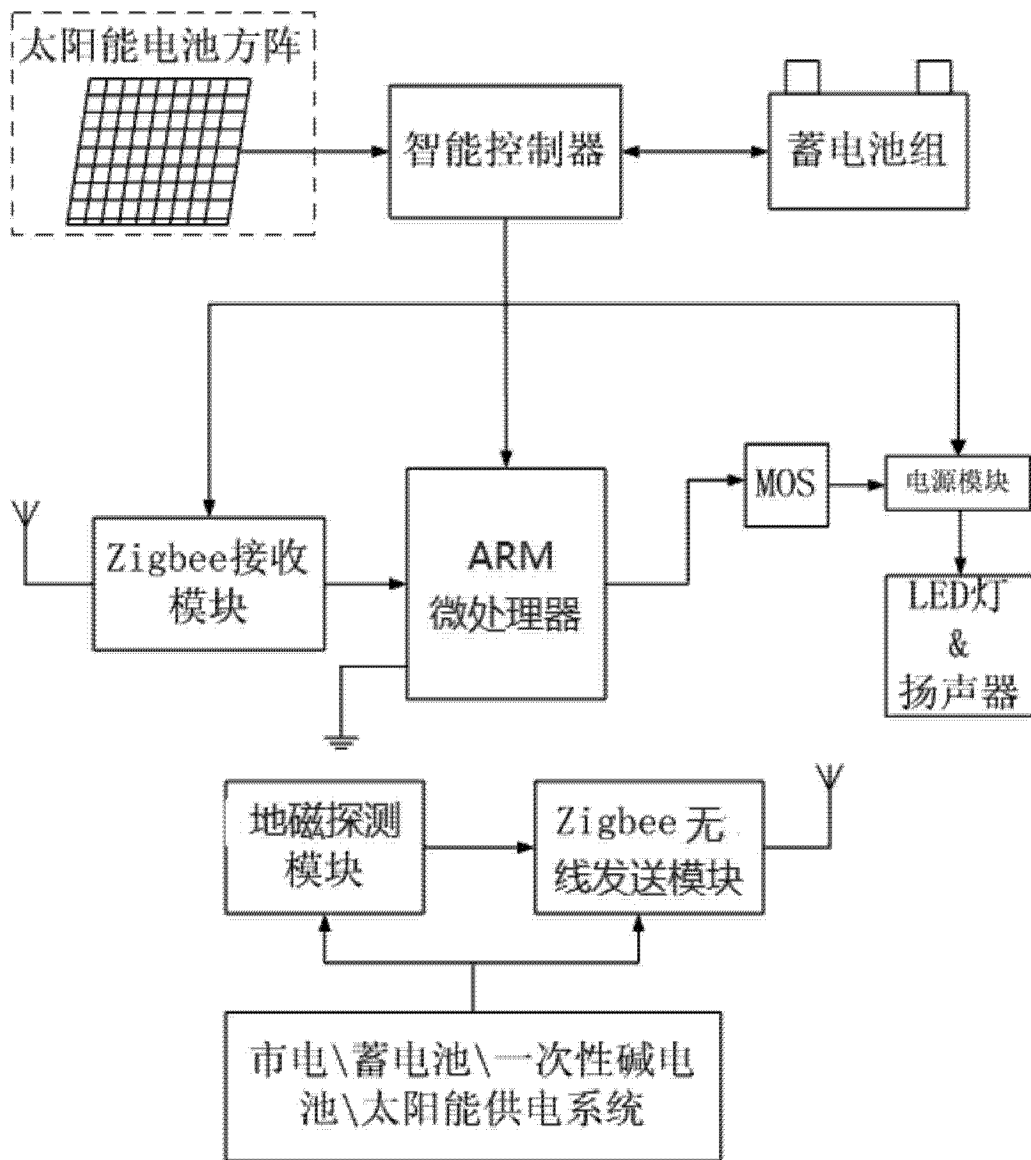 太阳能电池方阵
智能控制器
蓄电池组
MOS
电源模块
Zigbee接收
模块
ARM
微处理器
LED灯
&
扬声器
地磁探测
模块
Zigbee无
线发送模块
市电\蓄电池\一次性碱电
池\太阳能供电系统